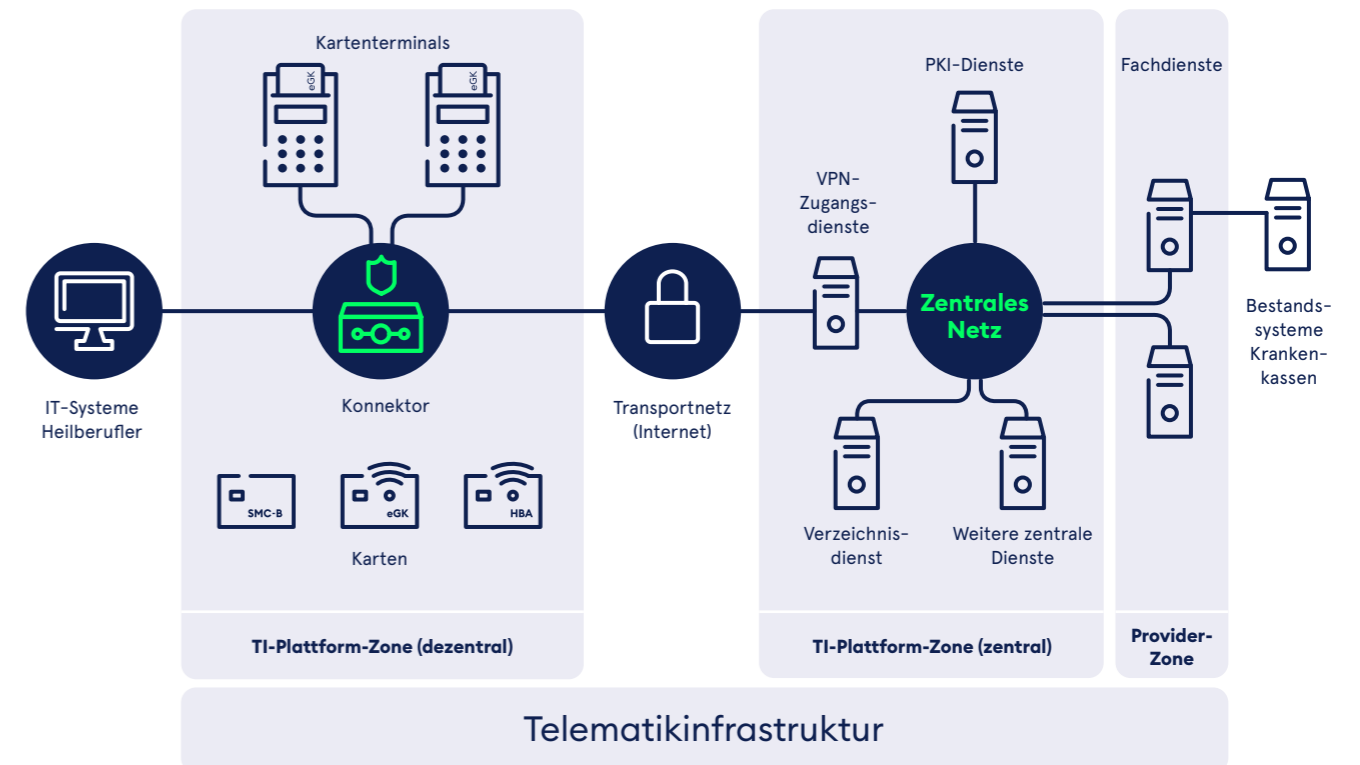 Kartenterminals
eGK
eGK
PKI-Dienste
Fachdienste
VPN-
Zugangs-
dienste
Zentrales
Netz
Bestands-
systeme
Kranken-
kassen
IT-Systeme
Heilberufler
Konnektor
Transportnetz
(Internet)
SMC-B
eGK
HBA
Karten
Verzeichnis-
dienst
Weitere zentrale
Dienste
TI-Plattform-Zone (dezentral)
TI-Plattform-Zone (zentral)
Provider-
Zone
Telematikinfrastruktur